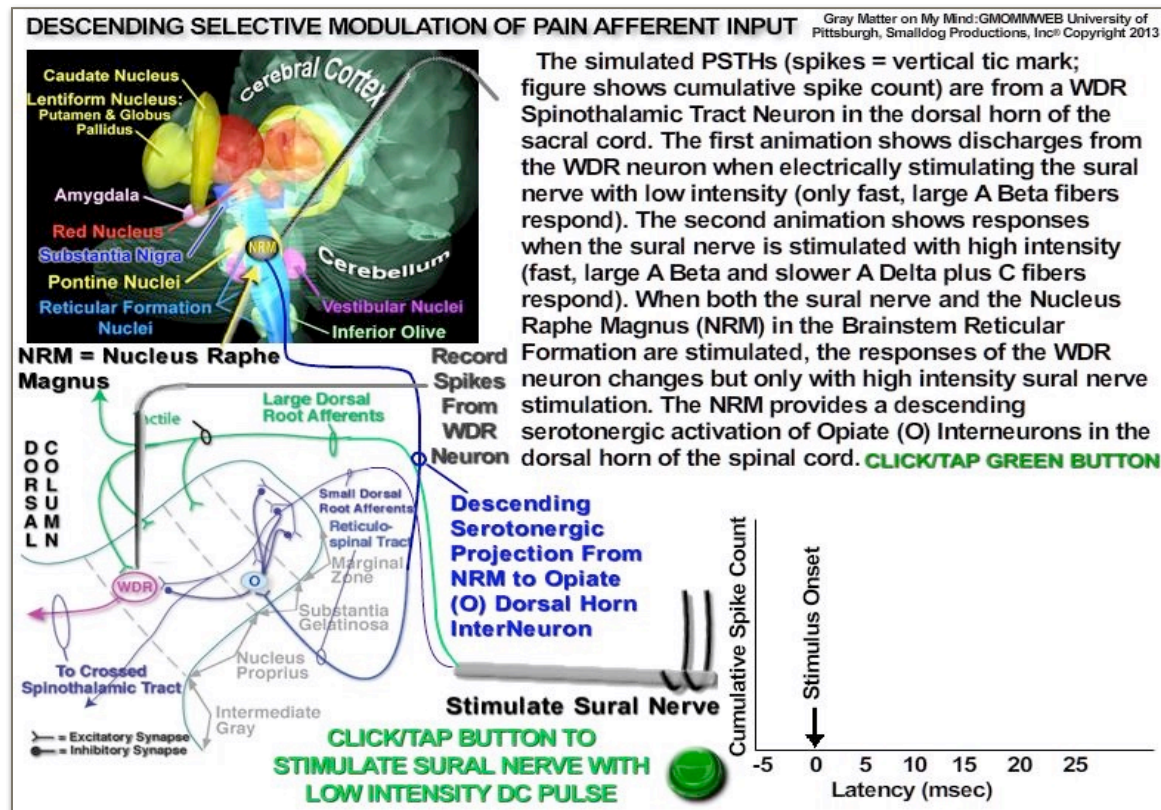 DESCENDING SELECTIVE MODULATION OF PAIN AFFERENT INPUT
Gray Matter on My Mind:GMOMMWEB University of
Pittsburgh, Smalldog Productions, Inc® Copyright 2013
Caudate Nucleus
Lentiform Nucleus:
Putamen & Globus
Pallidus
Amygdala
Red Nucleus
Substantia Nigra
Pontine Nuclei
Reticular Formation
Nuclei
Cerebral Cortex
NRM
Cerebellum
Vestibular Nuclei
Inferior Olive
The simulated PSTHs (spikes = vertical tic mark;
figure shows cumulative spike count) are from a WDR
Spinothalamic Tract Neuron in the dorsal horn of the
sacral cord. The first animation shows discharges from
the WDR neuron when electrically stimulating the sural
nerve with low intensity (only fast, large A Beta fibers
respond). The second animation shows responses
when the sural nerve is stimulated with high intensity
(fast, large A Beta and slower A Delta plus C fibers
respond). When both the sural nerve and the Nucleus
Raphe Magnus (NRM) in the Brainstem Reticular
Formation are stimulated, the responses of the WDR
neuron changes but only with high intensity sural nerve
stimulation. The NRM provides a descending
serotonergic activation of Opiate (O) Interneurons in the
dorsal horn of the spinal cord. CLICK/TAP GREEN BUTTON
NRM = Nucleus Raphe
Magnus
Record
Spikes
From
WDR
Neuron
actile
Large Dorsal
Root Afferents
DORSAL
COLUMN
Small Dorsal
Root Afferents
Reticulo-
spinal Tract
Marginal
Zone
Substantia
Gelatinosa
Nucleus
Proprius
Intermediate
Gray
WDR
O
To Crossed
Spinothalamic Tract
= Excitatory Synapse
= Inhibitory Synapse
Descending
Serotonergic
Projection From
NRM to Opiate
(O) Dorsal Horn
InterNeuron
Stimulate Sural Nerve
CLICK/TAP BUTTON TO
STIMULATE SURAL NERVE WITH
LOW INTENSITY DC PULSE
Cumulative Spike Count
Stimulus Onset
-5 0 5 10 15 20 25
Latency (msec)